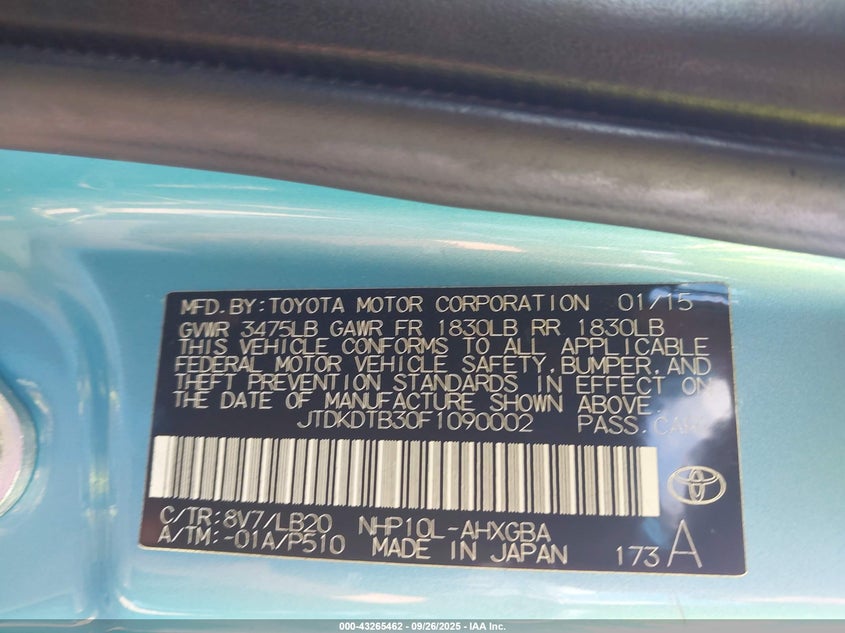 MFD. BY: TOYOTA MOTOR CORPORATION 01/15
GVWR 3475LB GAWR FR 1830LB RR 1830LB
THIS VEHICLE CONFORMS TO ALL APPLICABLE
FEDERAL MOTOR VEHICLE SAFETY, BUMPER, AND
THEFT PREVENTION STANDARDS IN EFFECT ON
THE DATE OF MANUFACTURE SHOWN ABOVE.
JTDKDTB30F1090002 PASS. CAR
C/TR: 8V7/LB20 NHP10L-AHXGBA
A/TM: -01A/P510 MADE IN JAPAN 173 A
000-43265462 - 09/26/2025 - IAA Inc.